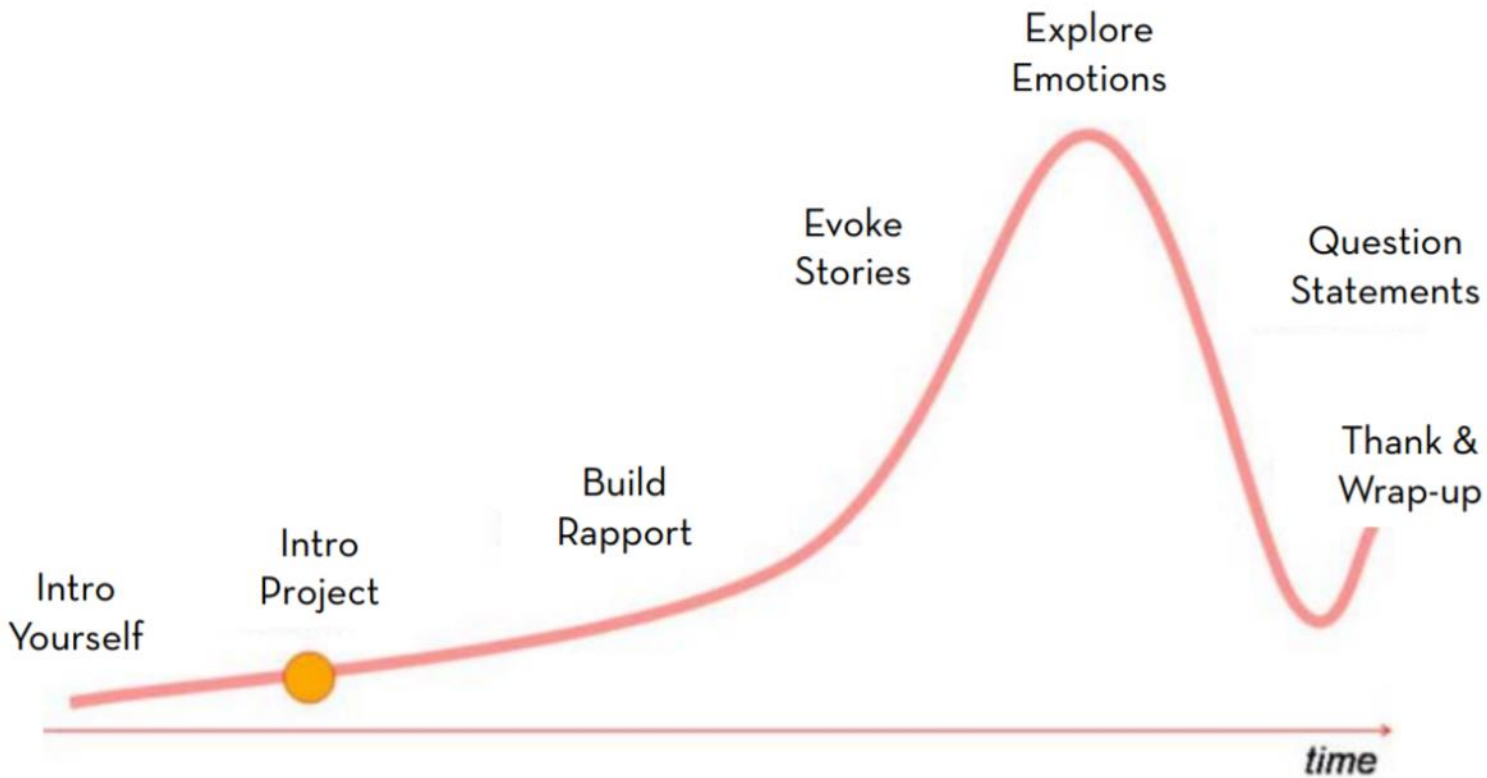 Intro
Yourself
Intro
Project
Build
Rapport
Evoke
Stories
Explore
Emotions
Question
Statements
Thank &
Wrap-up
time